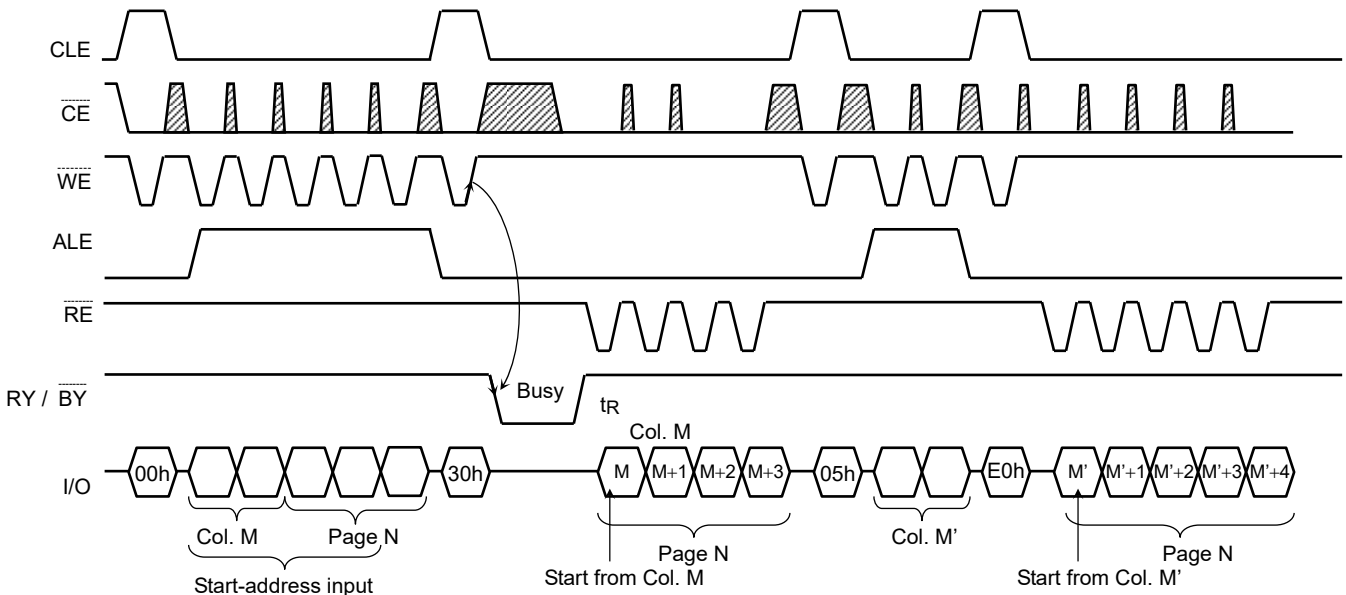 CLE
CE
WE
ALE
RE
RY / BY
Busy
tR
Col. M
I/O
00h
30h
M
M+1
M+2
M+3
05h
E0h
M'
M'+1
M'+2
M'+3
M'+4
Col. M
Page N
Start-address input
Page N
Start from Col. M
Col. M’
Page N
Start from Col. M’